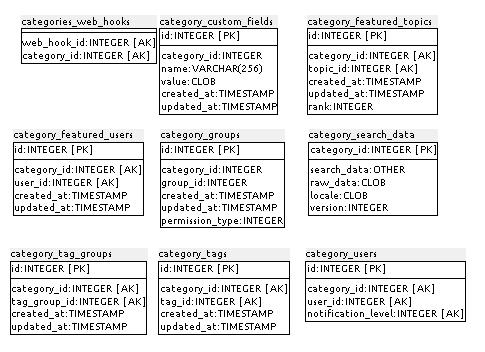 categories_web_hooks
web_hook_id:INTEGER [AK]
category_id:INTEGER [AK]
category_custom_fields
id:INTEGER [PK]
category_id:INTEGER
name:VARCHAR(256)
value:CLOB
created_at:TIMESTAMP
updated_at:TIMESTAMP
category_featured_topics
id:INTEGER [PK]
category_id:INTEGER [AK]
topic_id:INTEGER [AK]
created_at:TIMESTAMP
updated_at:TIMESTAMP
rank:INTEGER
category_featured_users
id:INTEGER [PK]
category_id:INTEGER [AK]
user_id:INTEGER [AK]
created_at:TIMESTAMP
updated_at:TIMESTAMP
category_groups
id:INTEGER [PK]
category_id:INTEGER
group_id:INTEGER
created_at:TIMESTAMP
updated_at:TIMESTAMP
permission_type:INTEGER
category_search_data
category_id:INTEGER [PK]
search_data:OTHER
raw_data:CLOB
locale:CLOB
version:INTEGER
category_tag_groups
id:INTEGER [PK]
category_id:INTEGER [AK]
tag_group_id:INTEGER [AK]
created_at:TIMESTAMP
updated_at:TIMESTAMP
category_tags
id:INTEGER [PK]
category_id:INTEGER [AK]
tag_id:INTEGER [AK]
created_at:TIMESTAMP
updated_at:TIMESTAMP
category_users
id:INTEGER [PK]
category_id:INTEGER [AK]
user_id:INTEGER [AK]
notification_level:INTEGER [AK]